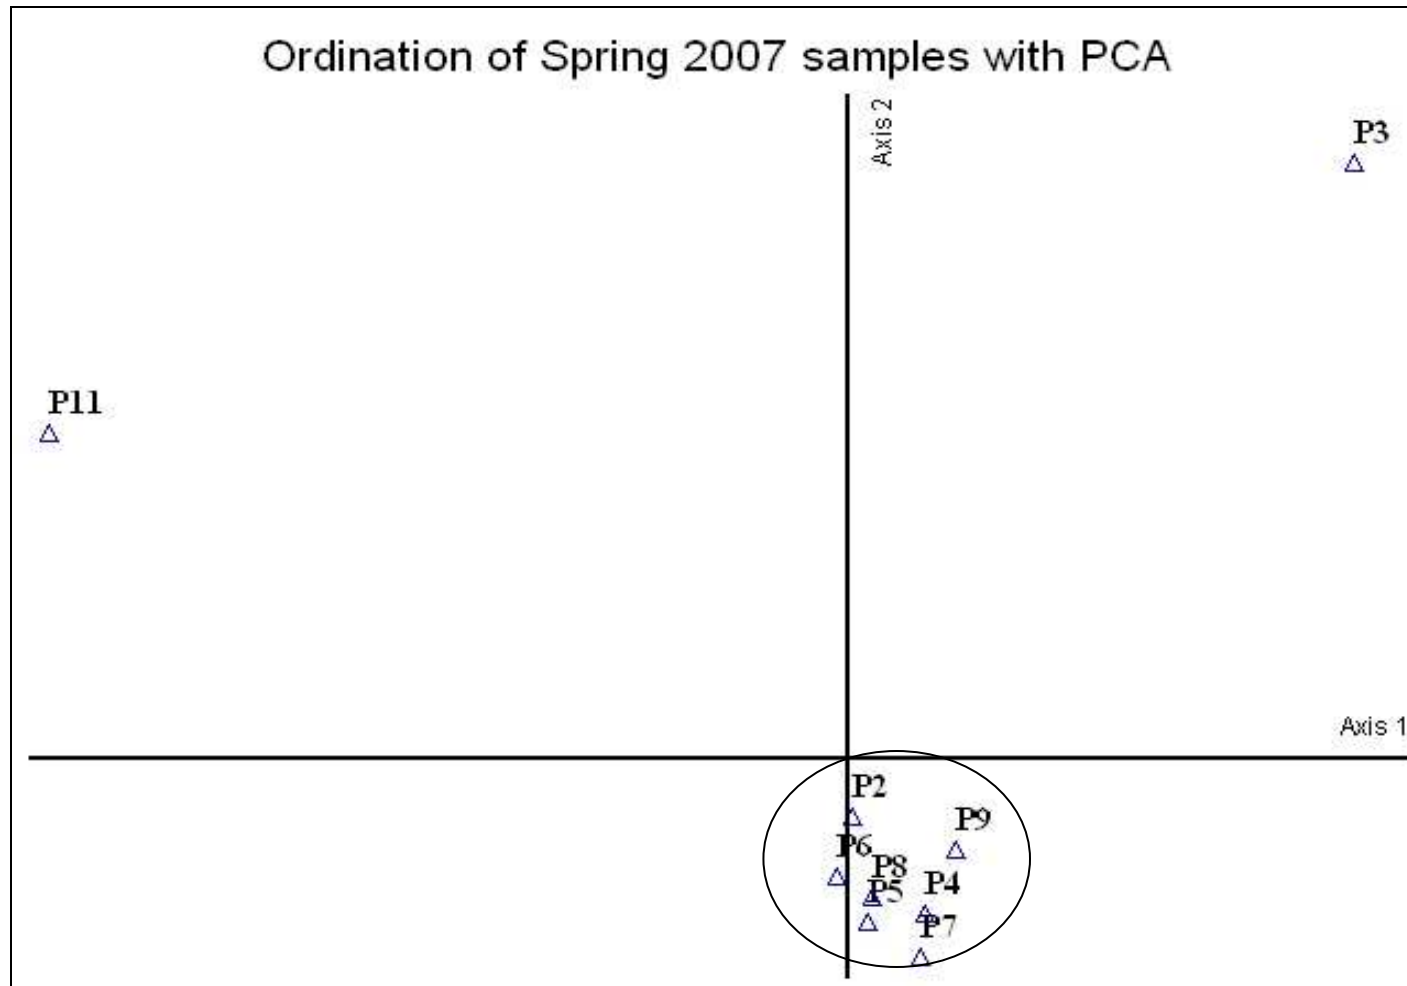 Ordination of Spring 2007 samples with PCA
Axis 2
P3
P11
Axis 1
P2
P9
P6
P8
P4
P5
P7